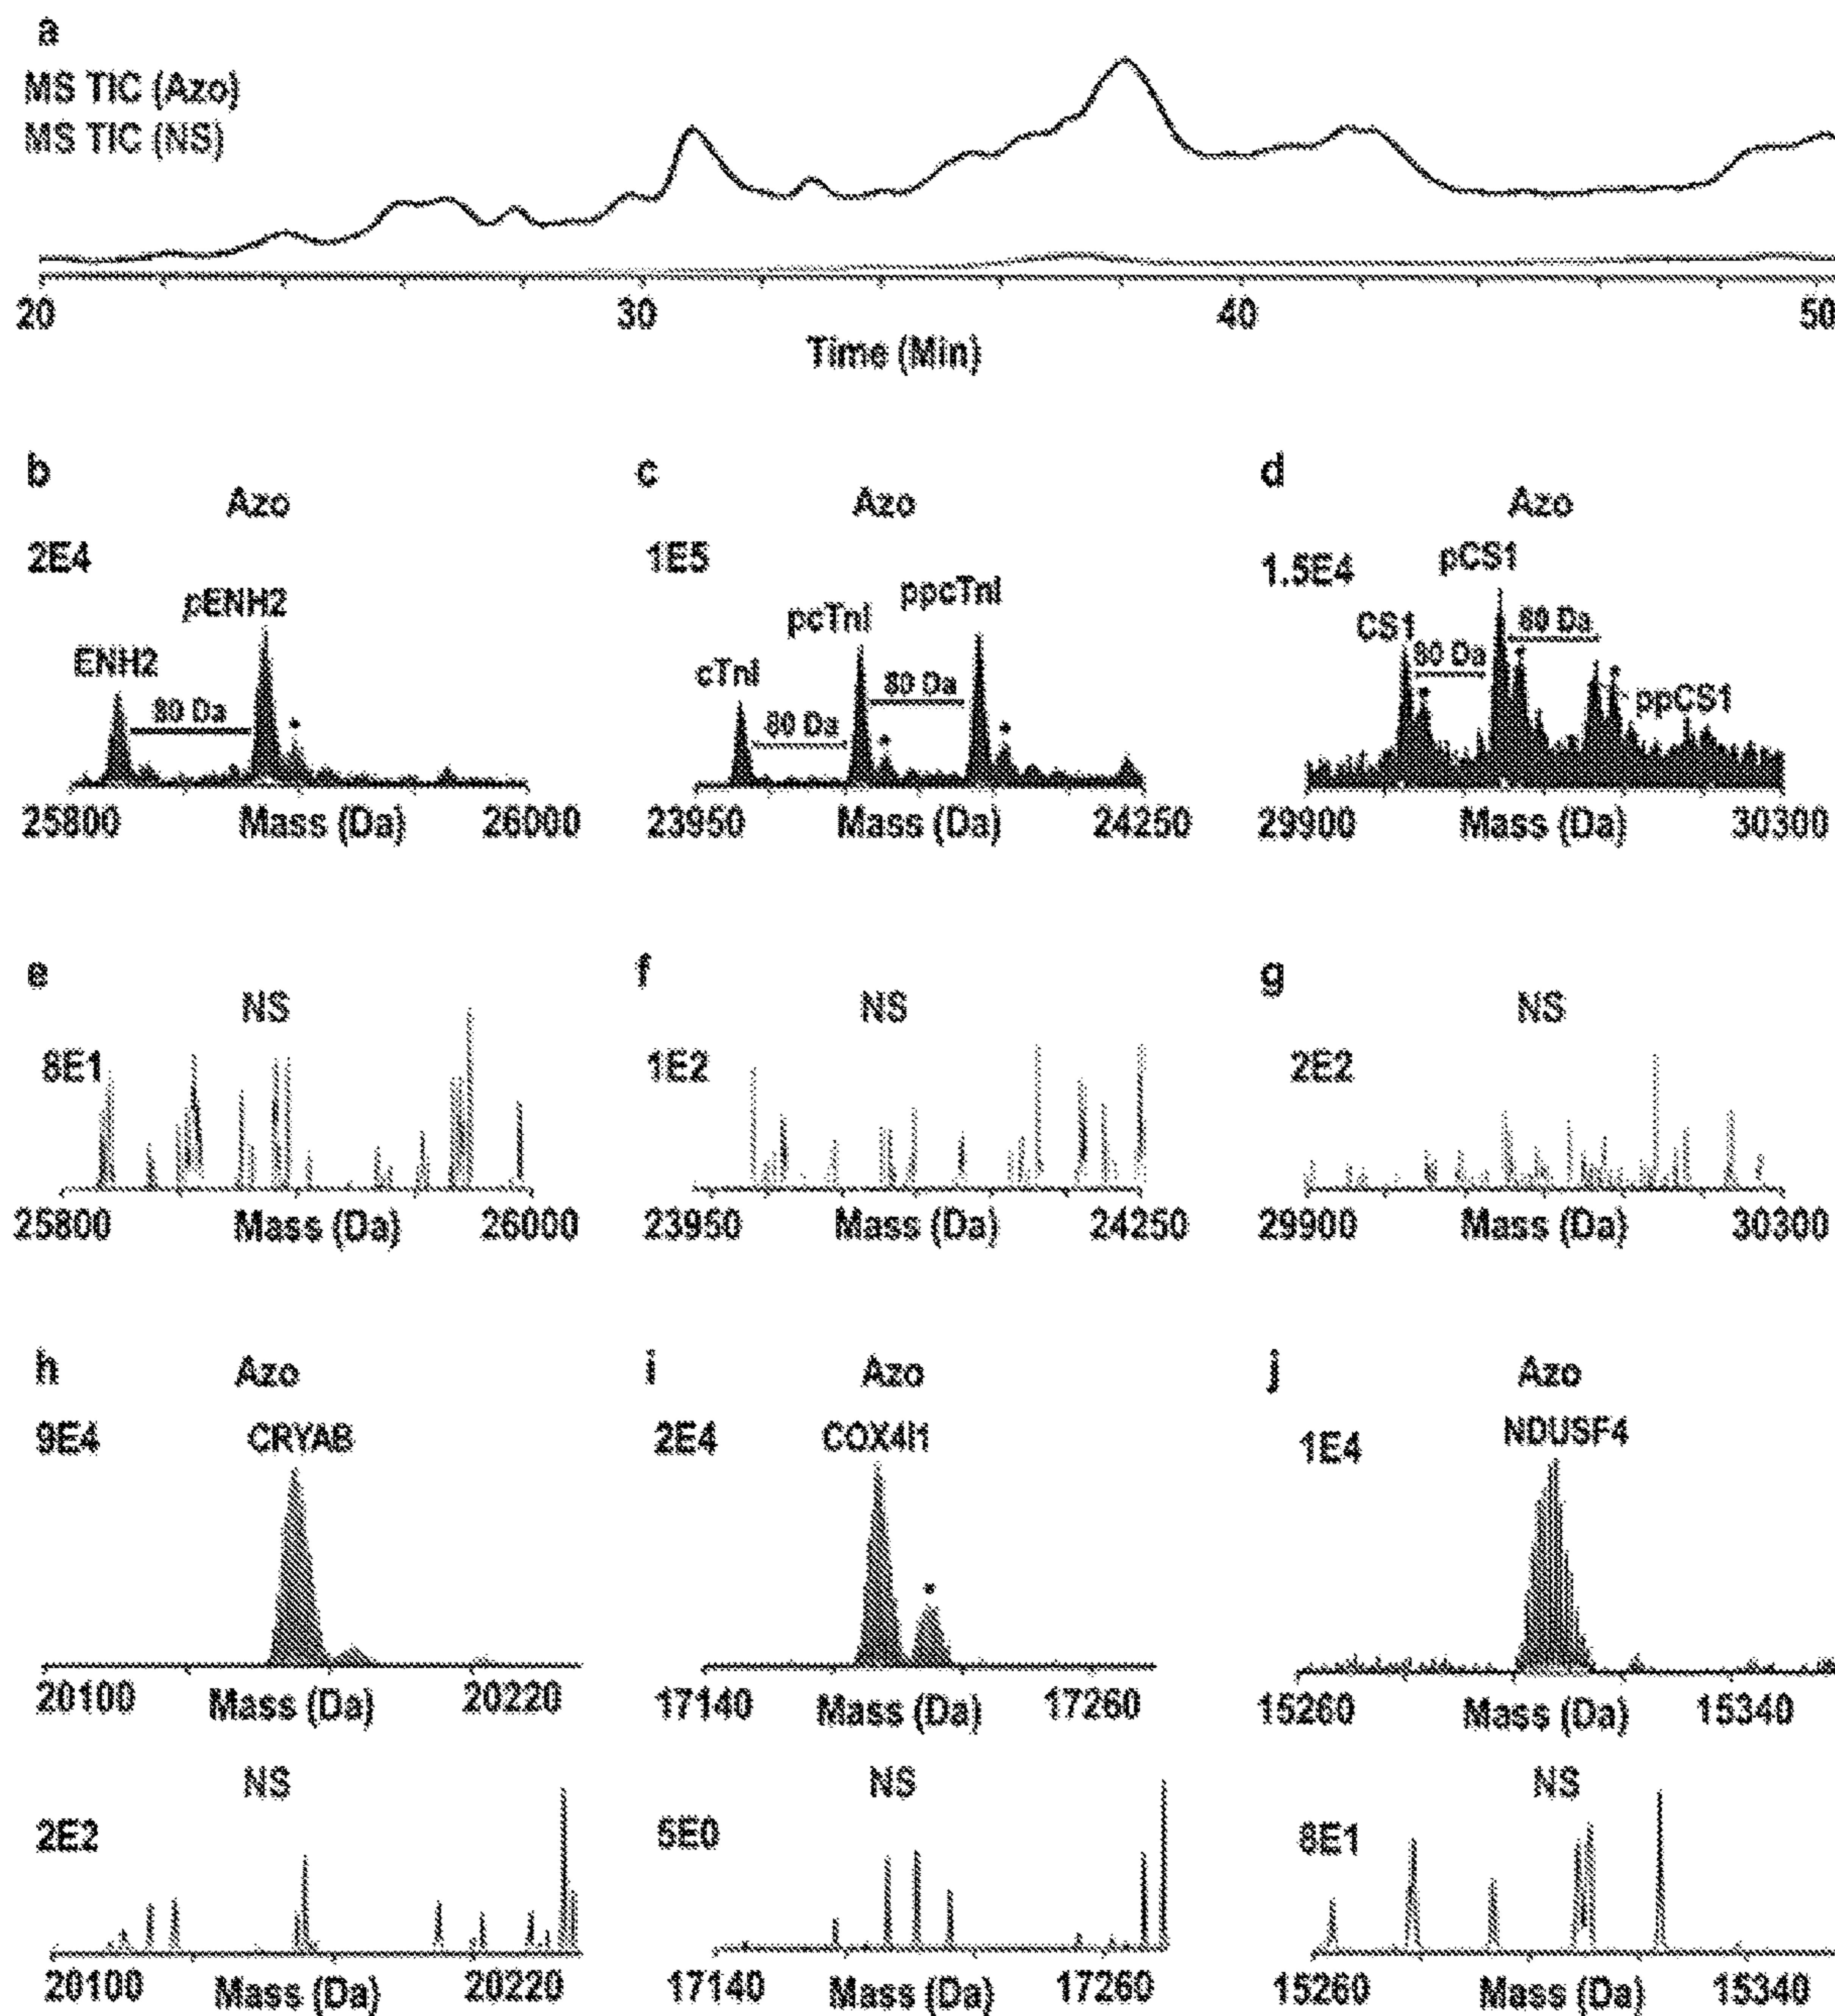 a
MS TIC (Azo)
MS TIC (NS)
20 30 40 50
Time (Min)
b c d
Azo Azo Azo
2E4 1E5 1.5E4
ENH2 pENH2 80 Da
cTnI pcTnI ppcTnI 80 Da 80 Da
CS1 pCS1 ppCS1 80 Da 80 Da
25800 Mass (Da) 26000 23950 Mass (Da) 24250 29900 Mass (Da) 30300
e f g
NS NS NS
8E1 1E2 2E2
25800 Mass (Da) 26000 23950 Mass (Da) 24250 29900 Mass (Da) 30300
h i j
Azo Azo Azo
9E4 CRYAB 2E4 COX4I1 1E4 NDUSF4
20100 Mass (Da) 20220 17140 Mass (Da) 17260 15260 Mass (Da) 15340
NS NS NS
2E2 5E0 8E1
20100 Mass (Da) 20220 17140 Mass (Da) 17260 15260 Mass (Da) 15340